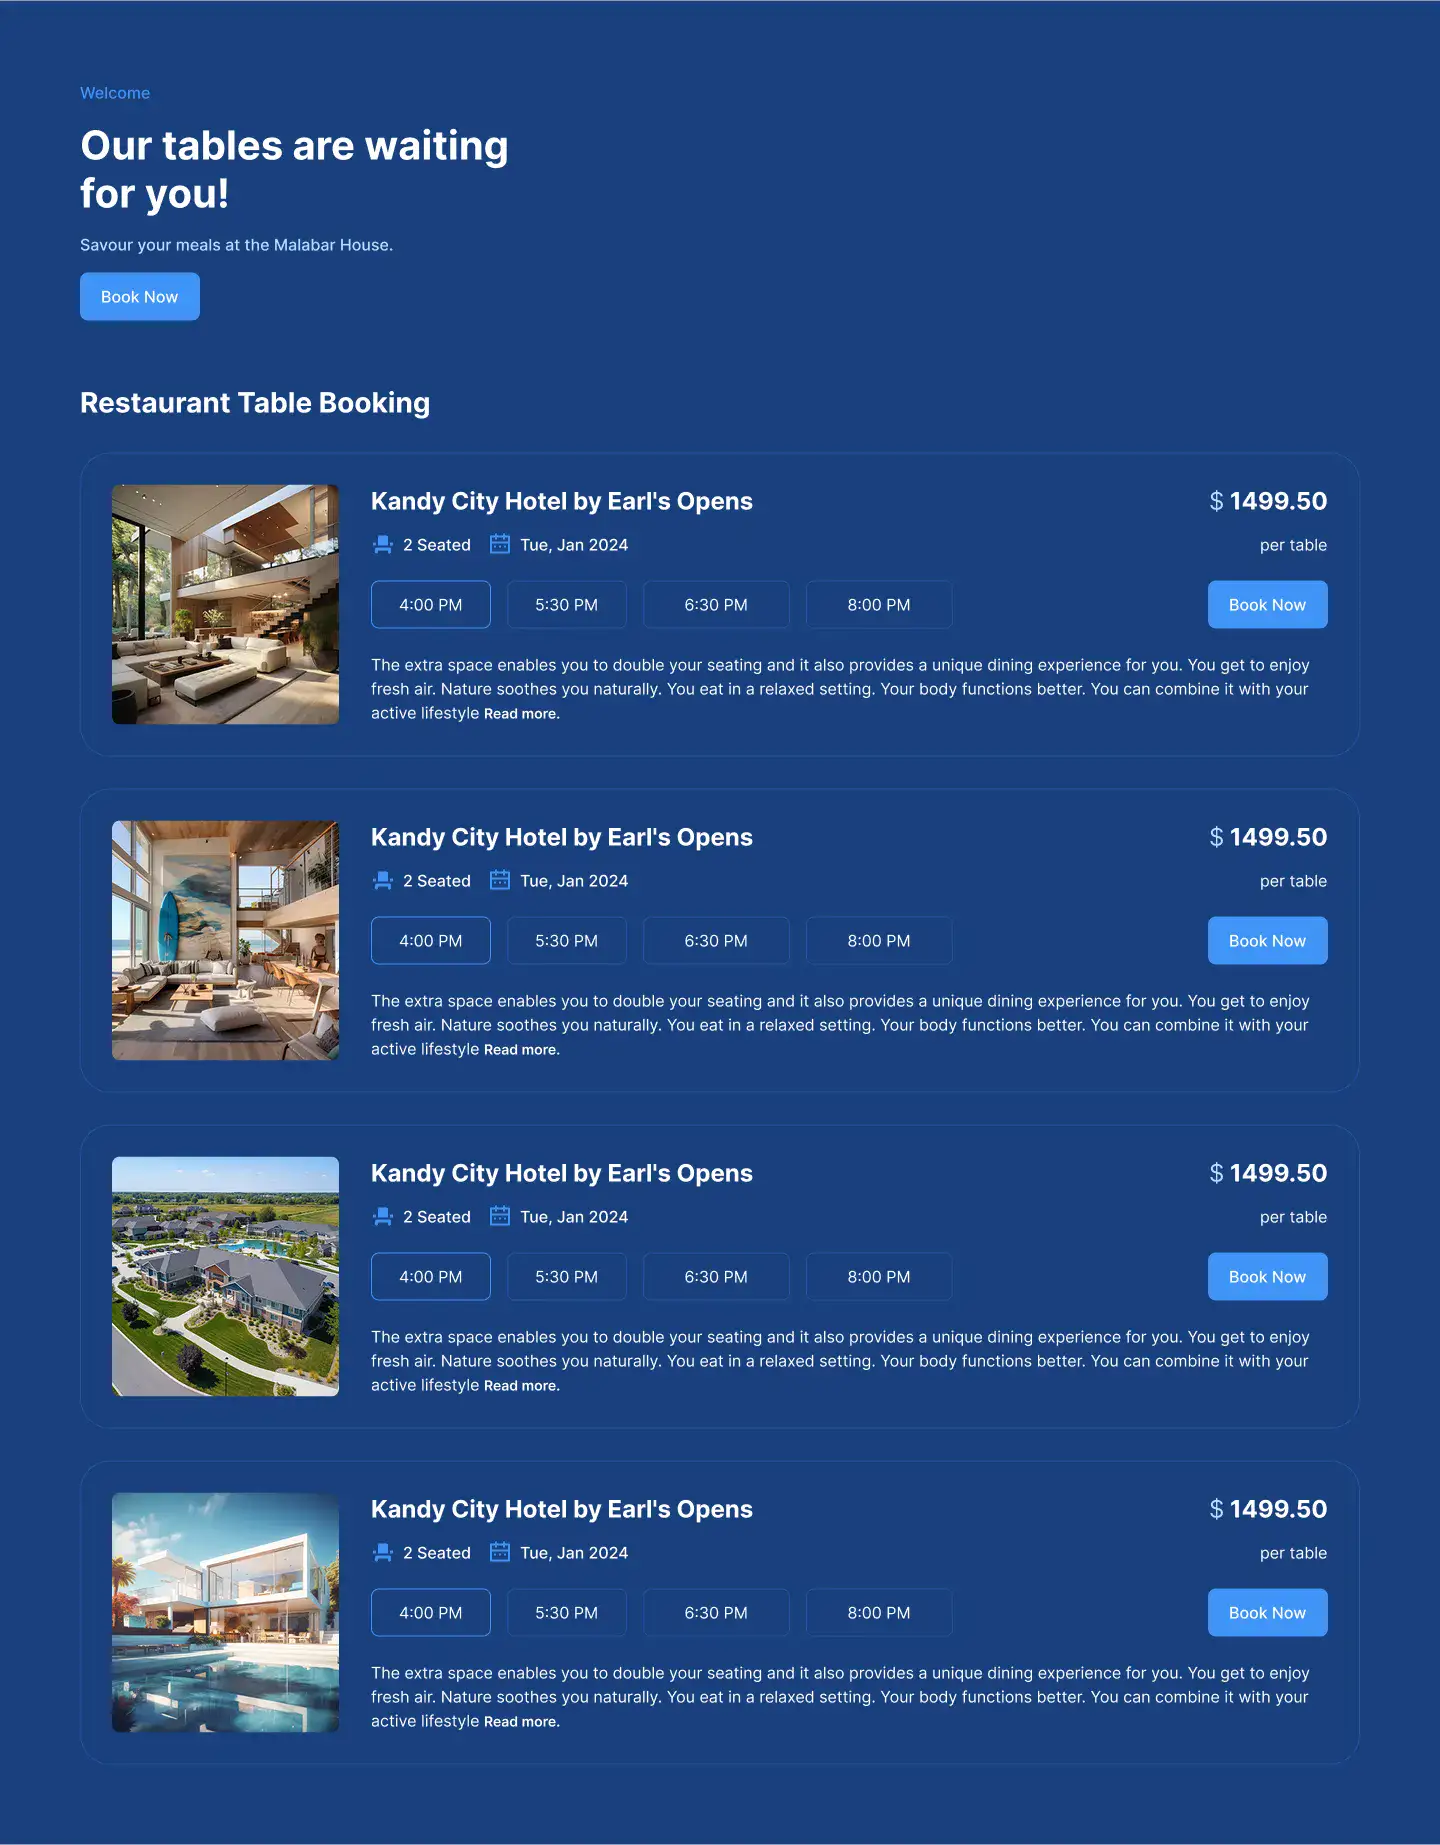 Welcome
Our tables are waiting
for you!
Savour your meals at the Malabar House.
Book Now
Restaurant Table Booking
Kandy City Hotel by Earl's Opens
$ 1499.50
2 Seated
Tue, Jan 2024
per table
4:00 PM
5:30 PM
6:30 PM
8:00 PM
Book Now
The extra space enables you to double your seating and it also provides a unique dining experience for you. You get to enjoy
fresh air. Nature soothes you naturally. You eat in a relaxed setting. Your body functions better. You can combine it with your
active lifestyle Read more.
Kandy City Hotel by Earl's Opens
$ 1499.50
2 Seated
Tue, Jan 2024
per table
4:00 PM
5:30 PM
6:30 PM
8:00 PM
Book Now
The extra space enables you to double your seating and it also provides a unique dining experience for you. You get to enjoy
fresh air. Nature soothes you naturally. You eat in a relaxed setting. Your body functions better. You can combine it with your
active lifestyle Read more.
Kandy City Hotel by Earl's Opens
$ 1499.50
2 Seated
Tue, Jan 2024
per table
4:00 PM
5:30 PM
6:30 PM
8:00 PM
Book Now
The extra space enables you to double your seating and it also provides a unique dining experience for you. You get to enjoy
fresh air. Nature soothes you naturally. You eat in a relaxed setting. Your body functions better. You can combine it with your
active lifestyle Read more.
Kandy City Hotel by Earl's Opens
$ 1499.50
2 Seated
Tue, Jan 2024
per table
4:00 PM
5:30 PM
6:30 PM
8:00 PM
Book Now
The extra space enables you to double your seating and it also provides a unique dining experience for you. You get to enjoy
fresh air. Nature soothes you naturally. You eat in a relaxed setting. Your body functions better. You can combine it with your
active lifestyle Read more.